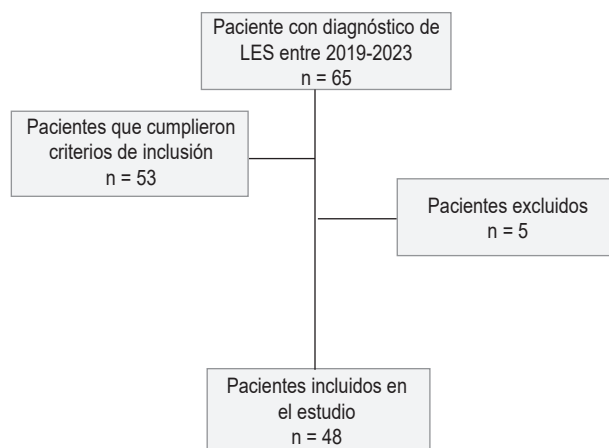 Paciente con diagnóstico de
LES entre 2019-2023
n = 65
Pacientes que cumplieron
criterios de inclusión
n = 53
Pacientes excluidos
n = 5
Pacientes incluidos en
el estudio
n = 48